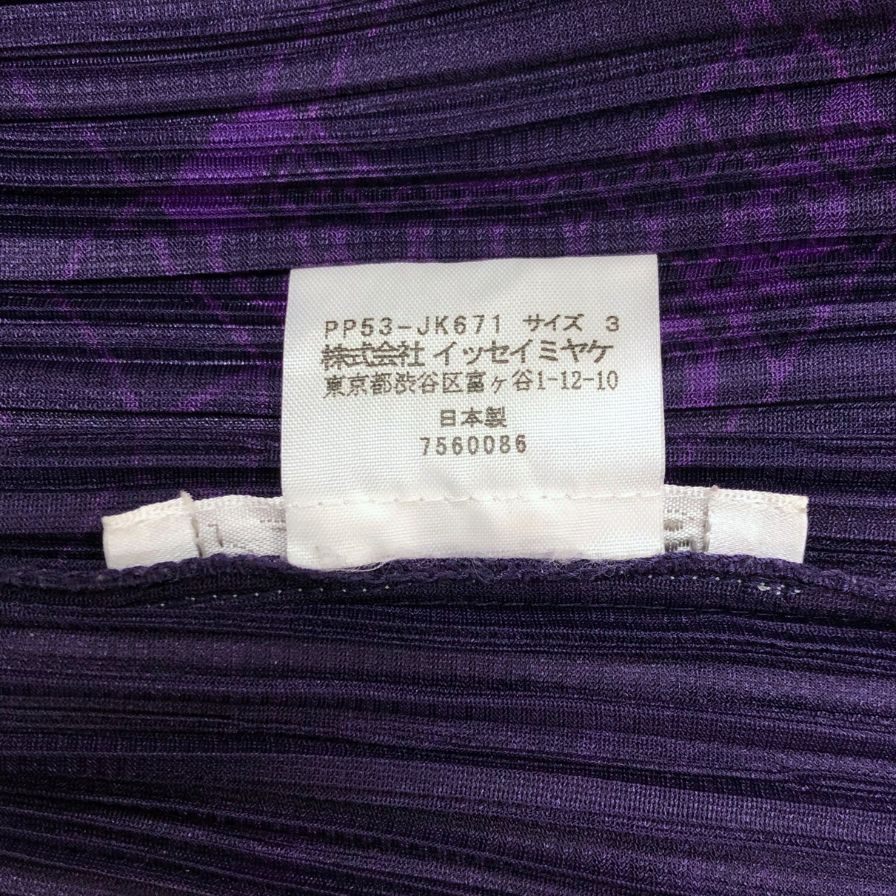 PP53-JK671 サイズ 3
株式会社 イッセイミヤケ
東京都渋谷区富ヶ谷1-12-10
日本製
7560086